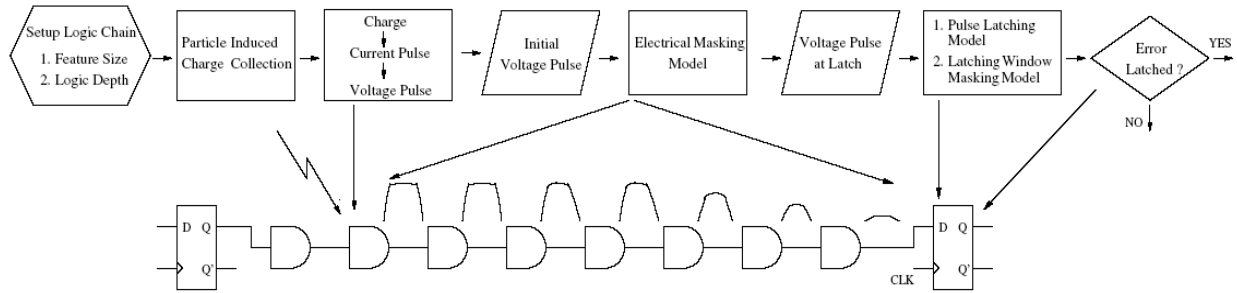 Setup Logic Chain
1. Feature Size
2. Logic Depth
Particle Induced
Charge Collection
Charge
Current Pulse
Voltage Pulse
Initial
Voltage Pulse
Electrical Masking
Model
Voltage Pulse
at Latch
1. Pulse Latching
Model
2. Latching Window
Masking Model
Error
Latched ?
YES
NO
D Q
Q'
D Q
Q'
CLK